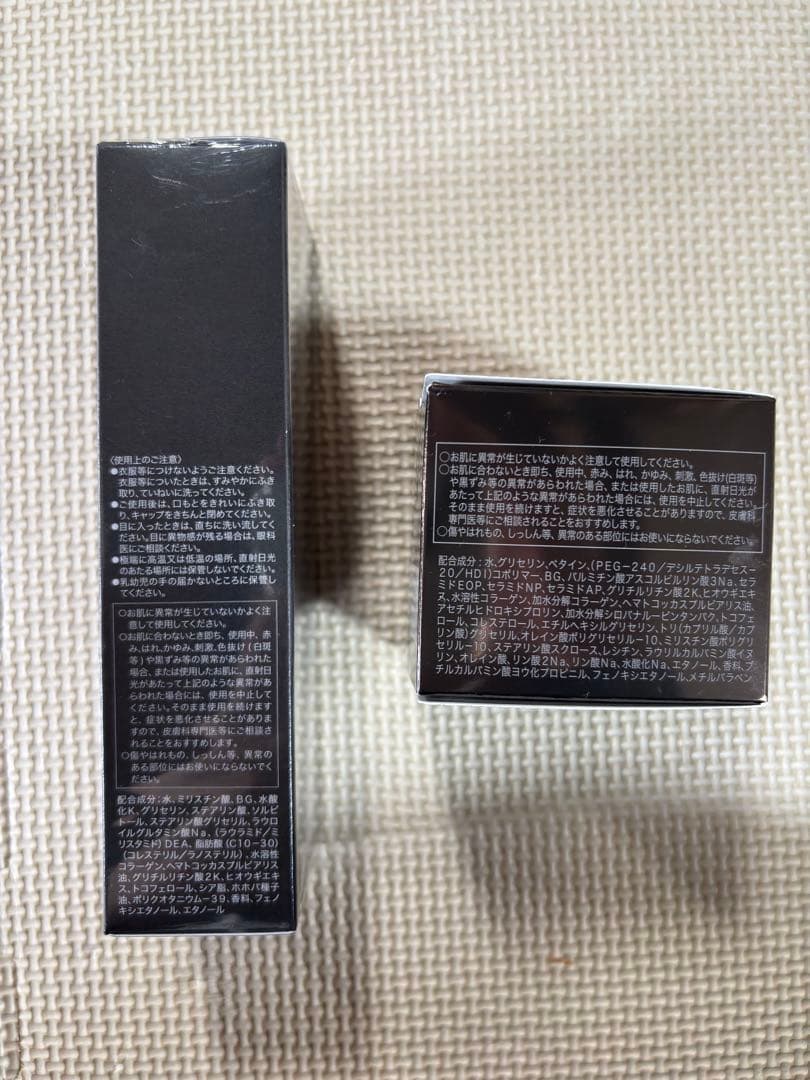 〈使用上のご注意〉
●衣服等につけないようご注意ください。
衣服等についたときは、すみやかにふき
取り、ていねいに洗ってください。
●ご使用後は、口もとをきれいにふき取
り、キャップをきちんと閉めてください。
●目に入ったときは、直ちに洗い流してく
ださい。目に異物感が残る場合は、眼科
医にご相談ください。
●極端に高温又は低温の場所、直射日光
のあたる場所には保管しないでください。
●乳幼児の手の届かないところに保管し
てください。
○お肌に異常が生じていないかよく注意
して使用してください。
○お肌に合わないとき即ち、使用中、赤
み、はれ、かゆみ、刺激、色抜け(白斑
等)や黒ずみ等の異常があらわれた
場合、または使用したお肌に、直射日
光があたって上記のような異常があら
われた場合には、使用を中止して
ください。そのまま使用を続けます
と、症状を悪化させることがありま
すので、皮膚科専門医等にご相談さ
れることをおすすめします。
○傷やはれもの、しっしん等、異常の
ある部位にはお使いにならないでく
ださい。
配合成分:水、ミリスチン酸、BG、水酸
化K、グリセリン、ステアリン酸、ソルビ
トール、ステアリン酸グリセリル、ラウロ
イルグルタミン酸Na、(ラウラミド/ミ
リスタミド)DEA、脂肪酸(C10-30)
(コレステリル/ラノステリル)、水溶性
コラーゲン、ヘマトコッカスプルビアリス
油、グリチルリチン酸2K、ヒオウギエキ
ス、トコフェロール、シア脂、ホホバ種子
油、ポリクオタニウム-39、香料、フェノ
キシエタノール、エタノール
○お肌に異常が生じていないかよく注意して使用してください。
○お肌に合わないとき即ち、使用中、赤み、はれ、かゆみ、刺激、色抜け(白斑等)
や黒ずみ等の異常があらわれた場合、または使用したお肌に、直射日光が
あたって上記のような異常があらわれた場合には、使用を中止してください。
そのまま使用を続けますと、症状を悪化させることがありますので、皮膚科
専門医等にご相談されることをおすすめします。
○傷やはれもの、しっしん等、異常のある部位にはお使いにならないでください。
配合成分:水、グリセリン、ベタイン、(PEG-240/デシルテトラデセス-
20/HDI)コポリマー、BG、パルミチン酸アスコルビルリン酸3Na、セラ
ミドEOP、セラミドNP、セラミドAP、グリチルリチン酸2K、ヒオウギエキ
ス、水溶性コラーゲン、加水分解コラーゲン、ヘマトコッカスプルビアリス油、
アセチルヒドロキシプロリン、加水分解シロバナルーピンタンパク、トコフェ
ロール、コレステロール、エチルヘキシルグリセリン、トリ(カプリル酸/カプ
リン酸)グリセリル、オレイン酸ポリグリセリル-10、ミリスチン酸ポリグリ
セリル-10、ステアリン酸スクロース、レシチン、ラウリルカルバミン酸イヌ
リン、オレイン酸、リン酸2Na、リン酸Na、水酸化Na、エタノール、香料、ブ
チルカルバミン酸ヨウ化プロピニル、フェノキシエタノール、メチルパラベン